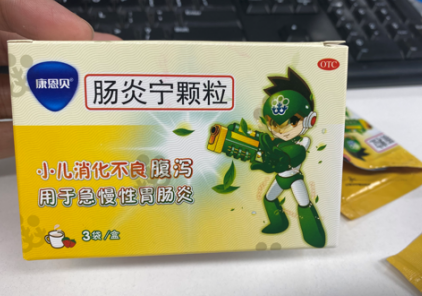 康恩贝
肠炎宁颗粒
OTC
小儿消化不良 腹泻
用于急慢性胃肠炎
3袋/盒